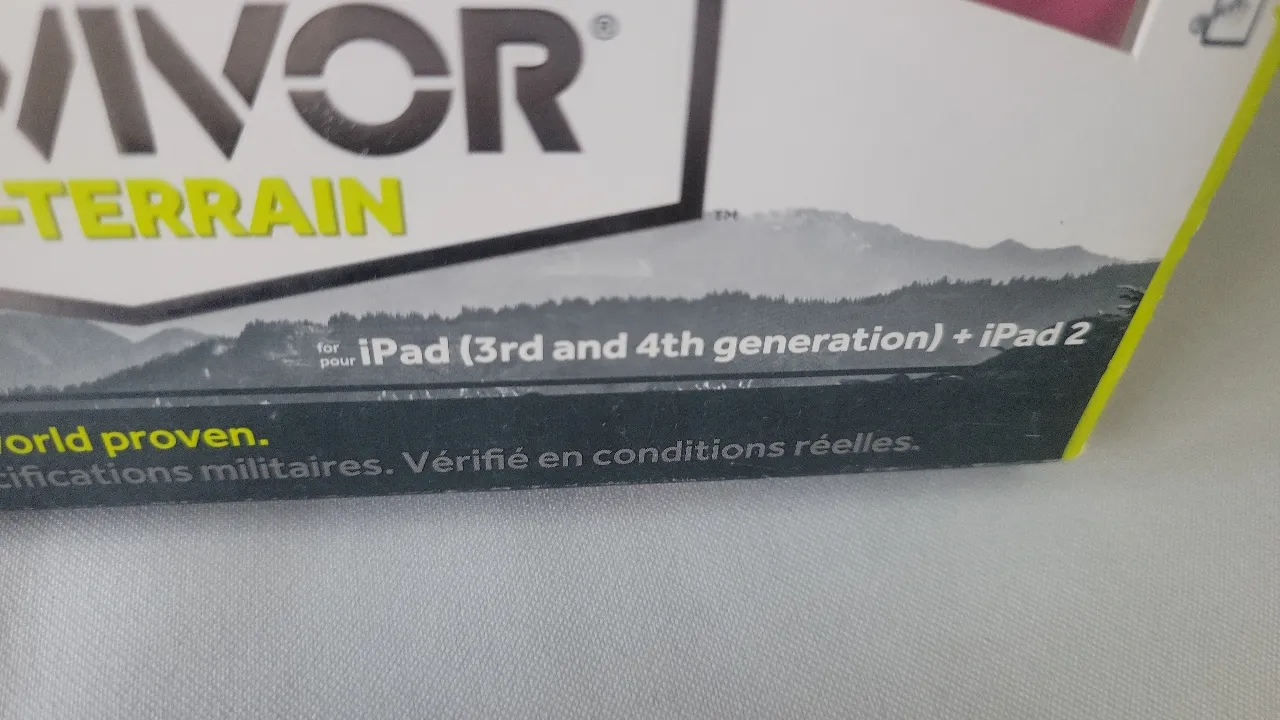 VIVOR®
-TERRAIN
TM
for
pour
iPad (3rd and 4th generation) + iPad 2
orld proven.
tifications militaires. Vérifié en conditions réelles.